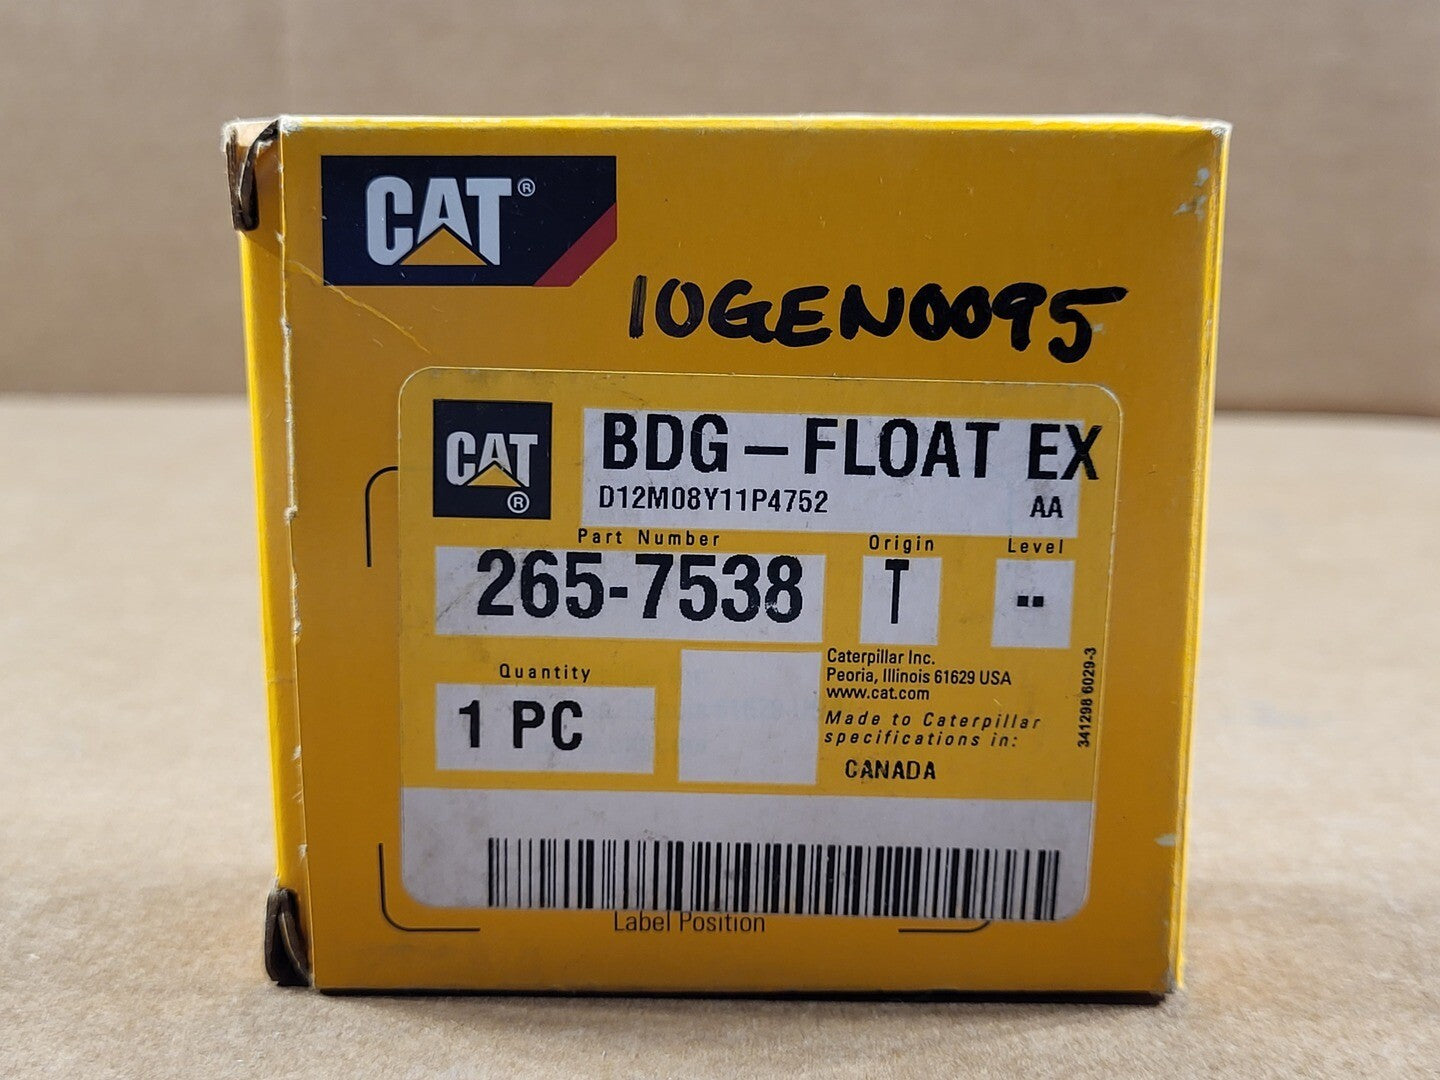 CAT®
10GEN0095
CAT®
BDG-FLOAT EX
D12M08Y11P4752 AA
Part Number Origin Level
265-7538 T --
Quantity
1 PC
Caterpillar Inc.
Peoria, Illinois 61629 USA
www.cat.com
Made to Caterpillar
specifications in:
CANADA
341298 6029-3
Label Position